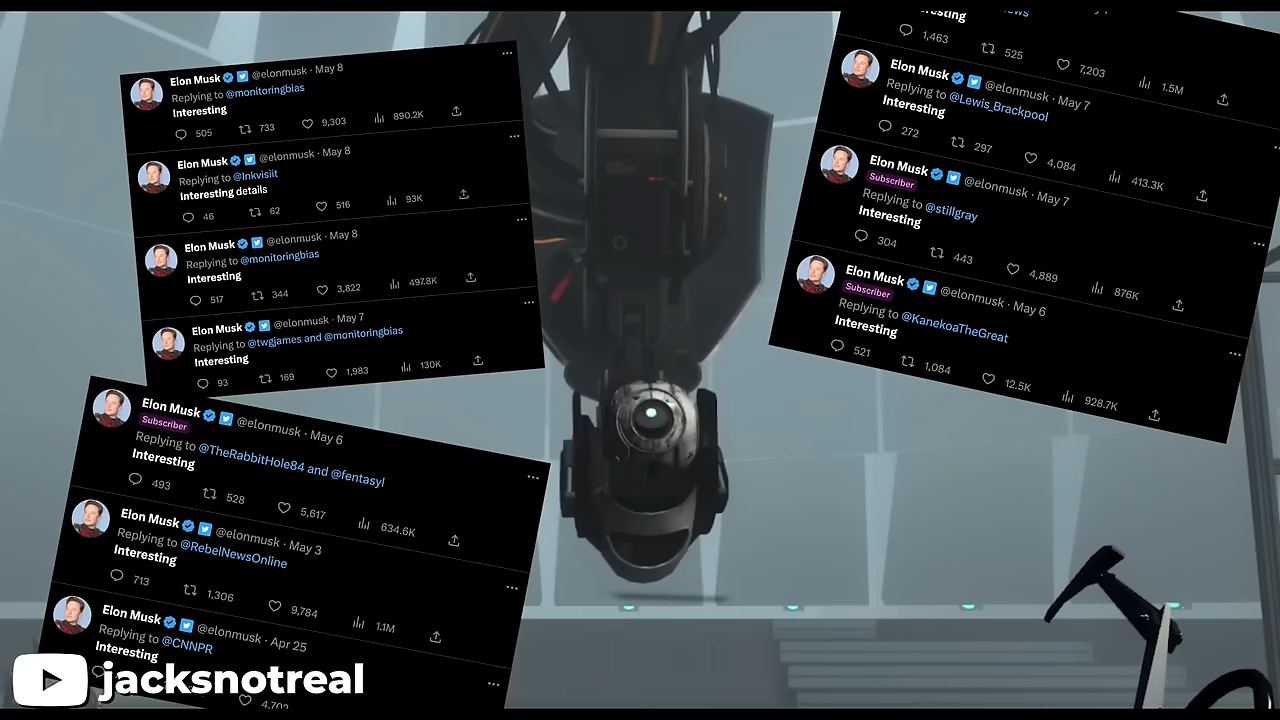 Elon Musk @elonmusk · May 8
Replying to @monitoringbias
Interesting
505 733 9,303 890.2K
Elon Musk @elonmusk · May 8
Replying to @Inkvisiit
Interesting details
46 62 516 93K
Elon Musk @elonmusk · May 8
Replying to @monitoringbias
Interesting
517 344 3,822 497.8K
Elon Musk @elonmusk · May 7
Replying to @twgjames and @monitoringbias
Interesting
93 169 1,983 130K
1,463 525 7,203 1.5M
Elon Musk @elonmusk · May 7
Replying to @Lewis_Brackpool
Interesting
272 297 4,084 413.3K
Elon Musk @elonmusk · May 7
Subscriber
Replying to @stillgray
Interesting
304 443 4,889 876K
Elon Musk @elonmusk · May 6
Subscriber
Replying to @KanekoaTheGreat
Interesting
521 1,084 12.5K 928.7K
Elon Musk @elonmusk · May 6
Subscriber
Replying to @TheRabbitHole84 and @fentasyl
Interesting
493 528 5,617 634.6K
Elon Musk @elonmusk · May 3
Replying to @RebelNewsOnline
Interesting
713 1,306 9,784 1.1M
Elon Musk @elonmusk · Apr 25
Replying to @CNNPR
Interesting
jacksnotreal